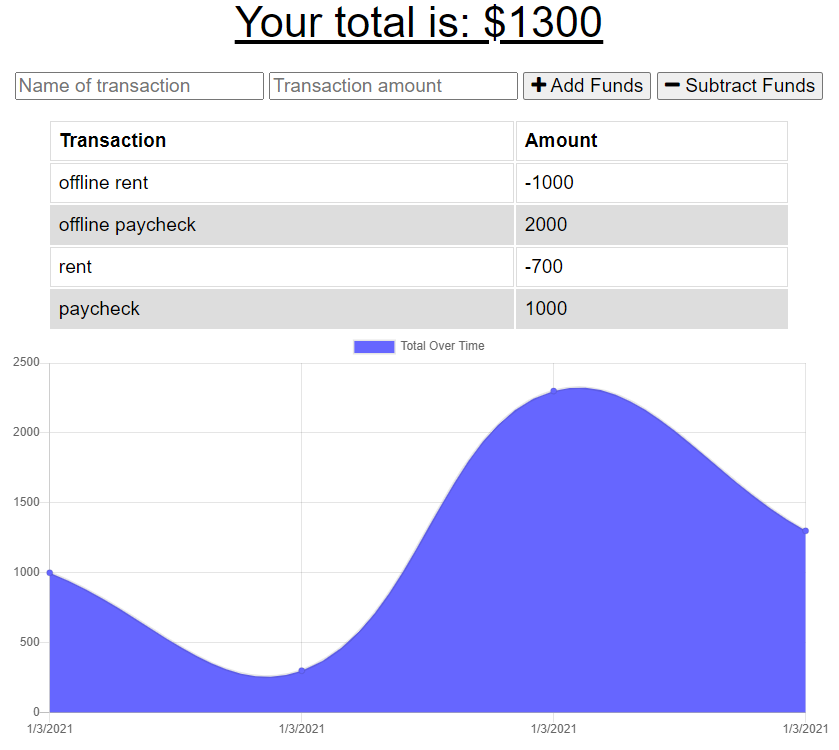 Your total is: $1300
Name of transaction Transaction amount Add Funds Subtract Funds
Transaction Amount
offline rent -1000
offline paycheck 2000
rent -700
paycheck 1000
Total Over Time
2500
2000
1500
1000
500
0
1/3/2021 1/3/2021 1/3/2021 1/3/2021